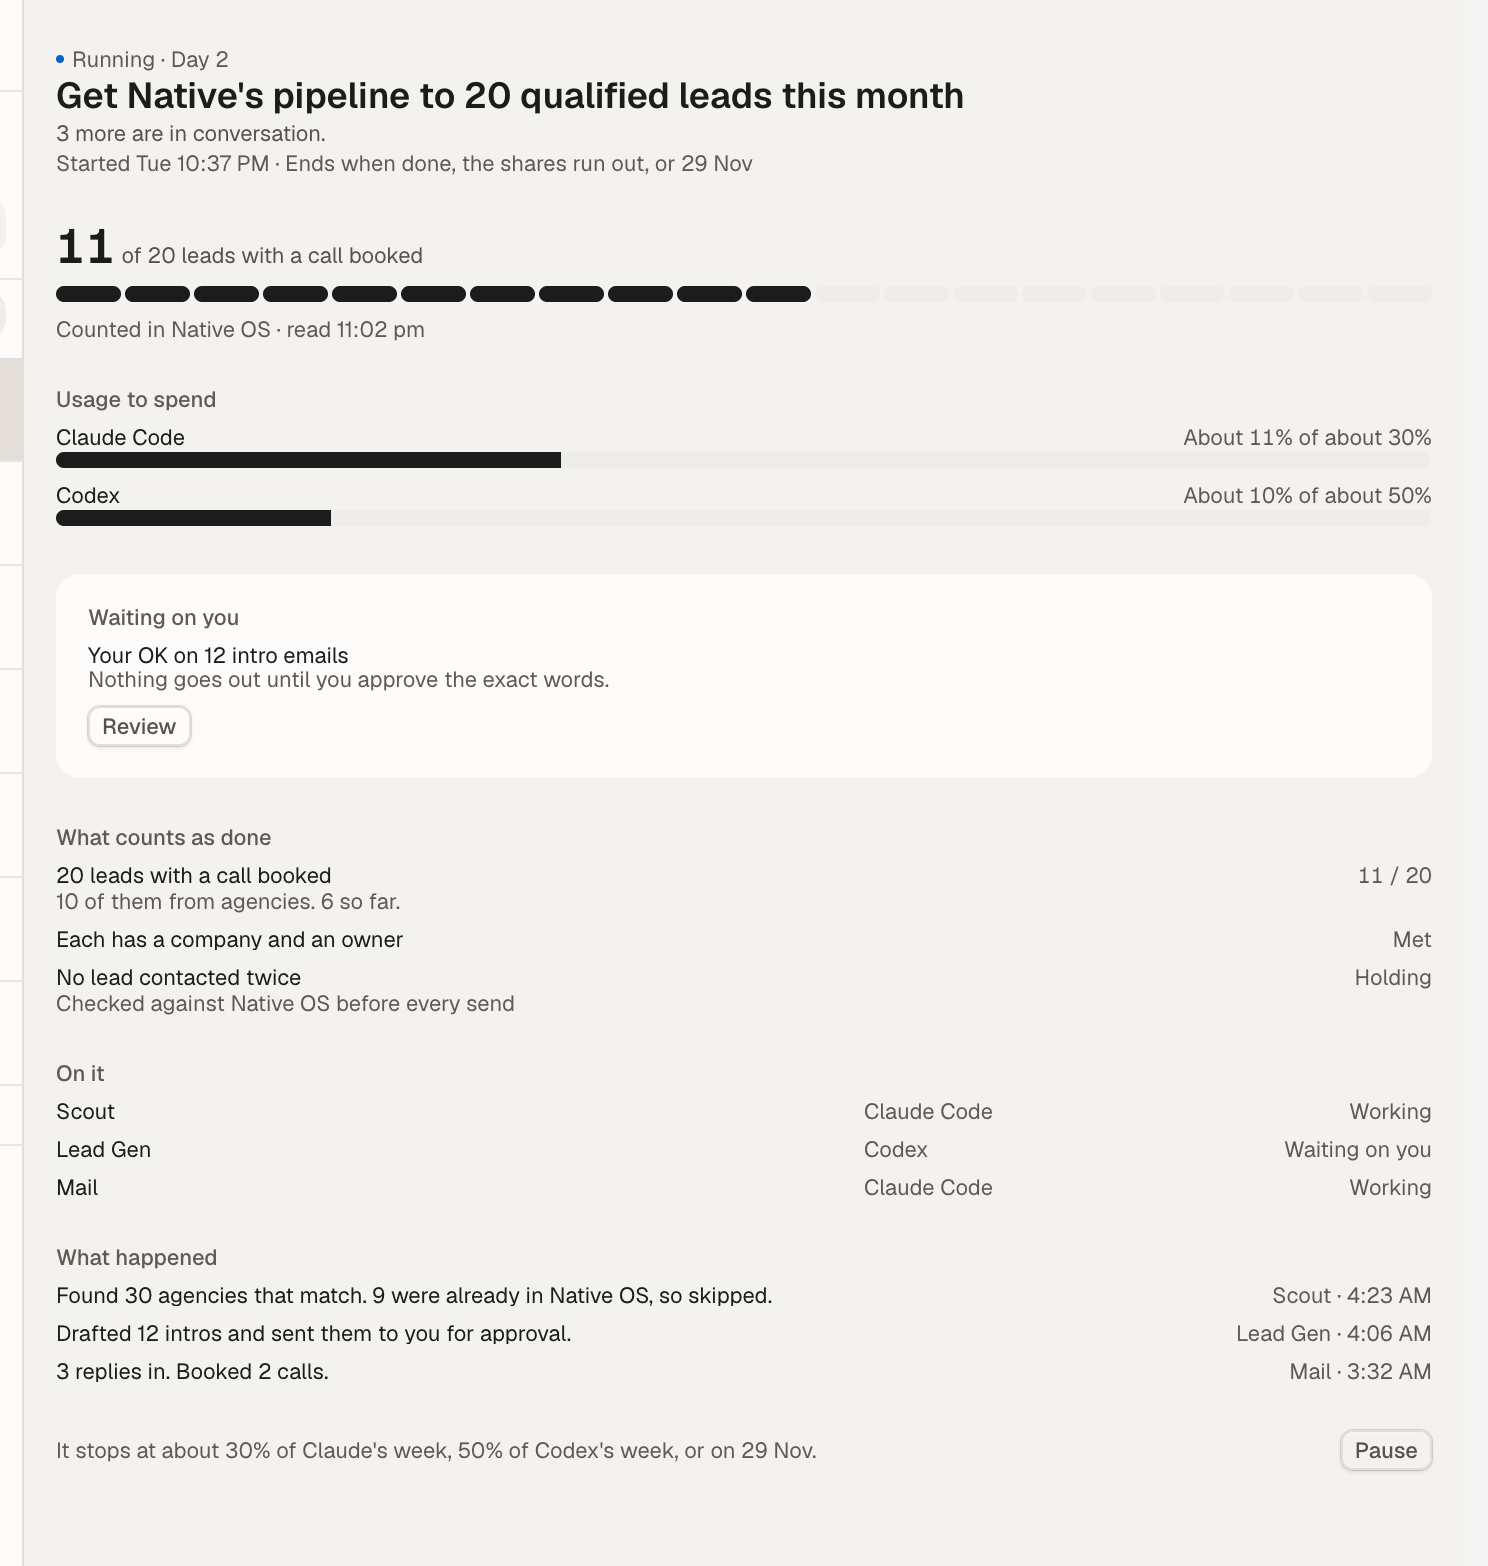 Running · Day 2
Get Native's pipeline to 20 qualified leads this month
3 more are in conversation.
Started Tue 10:37 PM · Ends when done, the shares run out, or 29 Nov
11 of 20 leads with a call booked
Counted in Native OS · read 11:02 pm
Usage to spend
Claude Code About 11% of about 30%
Codex About 10% of about 50%
Waiting on you
Your OK on 12 intro emails
Nothing goes out until you approve the exact words.
Review
What counts as done
20 leads with a call booked 11 / 20
10 of them from agencies. 6 so far.
Each has a company and an owner Met
No lead contacted twice Holding
Checked against Native OS before every send
On it
Scout Claude Code Working
Lead Gen Codex Waiting on you
Mail Claude Code Working
What happened
Found 30 agencies that match. 9 were already in Native OS, so skipped. Scout · 4:23 AM
Drafted 12 intros and sent them to you for approval. Lead Gen · 4:06 AM
3 replies in. Booked 2 calls. Mail · 3:32 AM
It stops at about 30% of Claude's week, 50% of Codex's week, or on 29 Nov. Pause